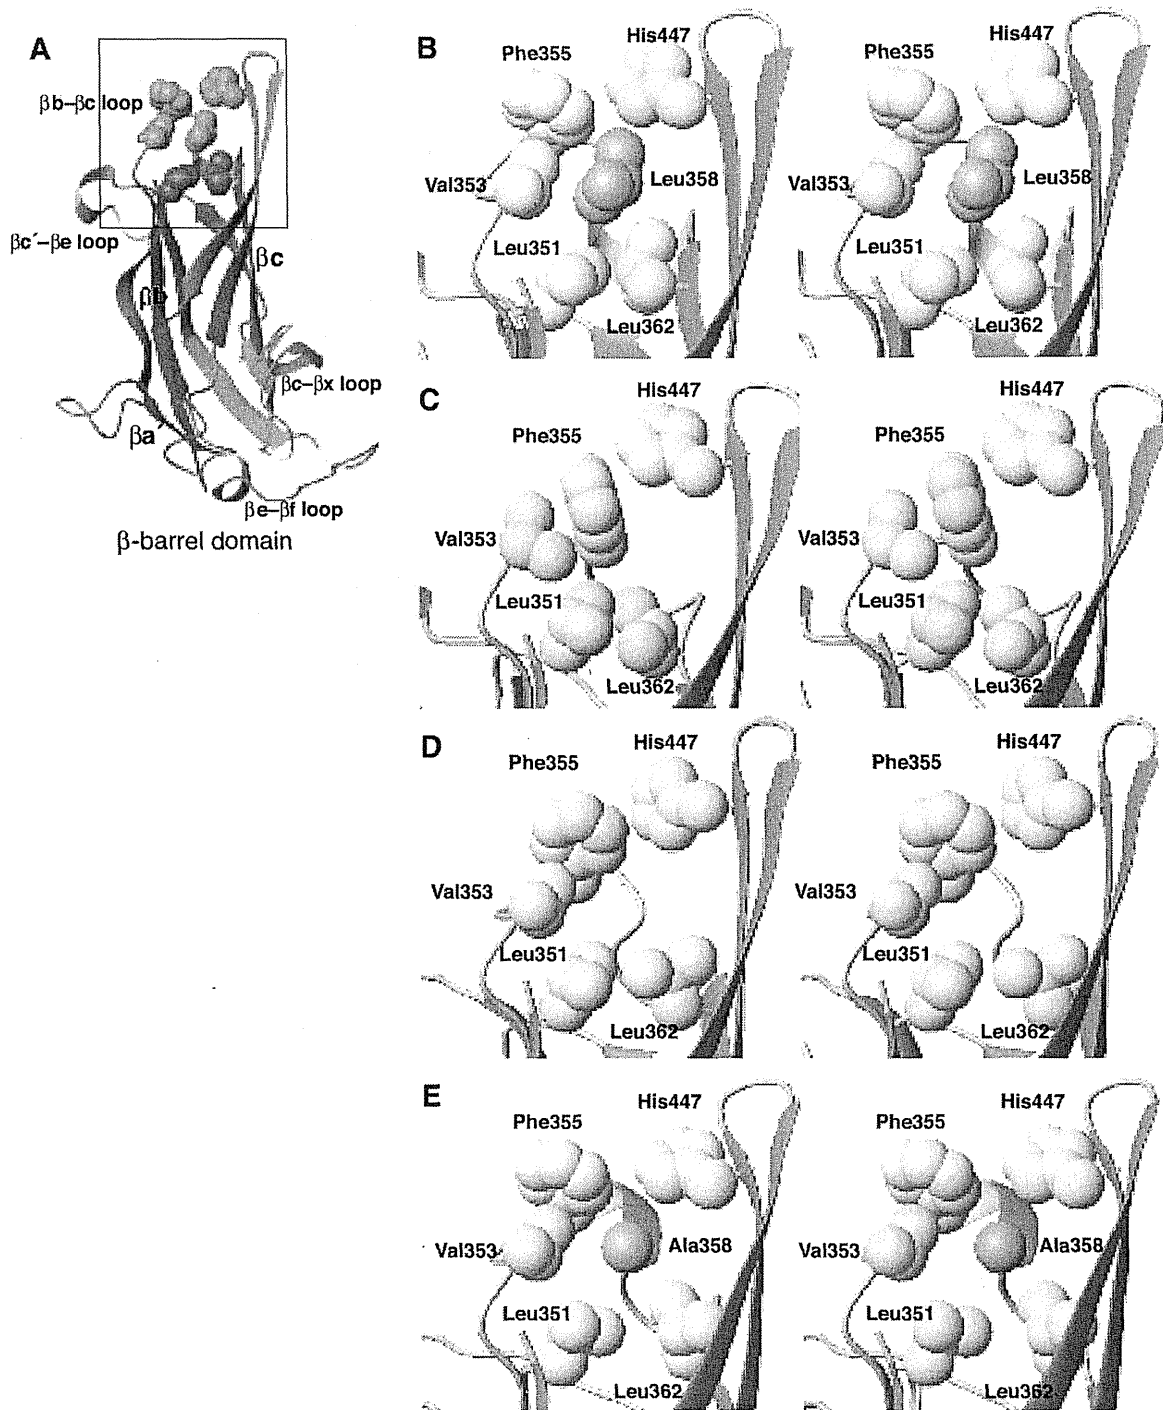 A
βb–βc loop
βc´–βe loop
βc
βb
βc–βx loop
βa´
βe–βf loop
β-barrel domain
B
Phe355
His447
Val353
Leu358
Leu351
Leu362
Phe355
His447
Val353
Leu358
Leu351
Leu362
C
His447
Phe355
Val353
Leu351
Leu362
His447
Phe355
Val353
Leu351
Leu362
D
His447
Phe355
Val353
Leu351
Leu362
His447
Phe355
Val353
Leu351
Leu362
E
His447
Phe355
Val353
Ala358
Leu351
Leu362
His447
Phe355
Val353
Ala358
Leu351
Leu362